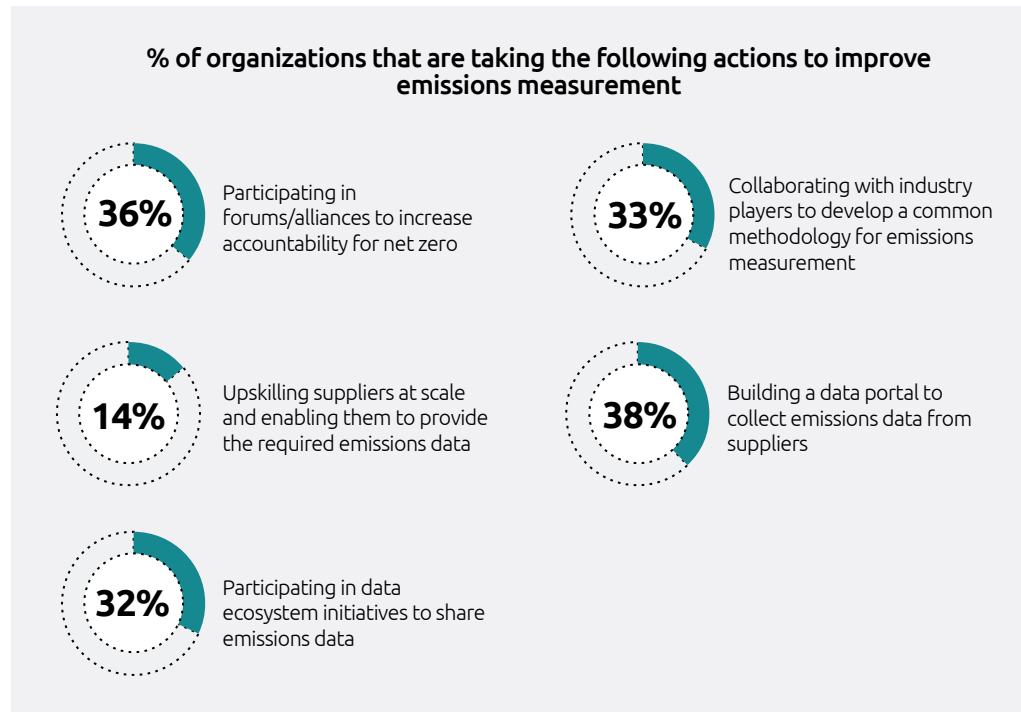 % of organizations that are taking the following actions to improve
emissions measurement
36%
Participating in
forums/alliances to increase
accountability for net zero
33%
Collaborating with industry
players to develop a common
methodology for emissions
measurement
14%
Upskilling suppliers at scale
and enabling them to provide
the required emissions data
38%
Building a data portal to
collect emissions data from
suppliers
32%
Participating in data
ecosystem initiatives to share
emissions data